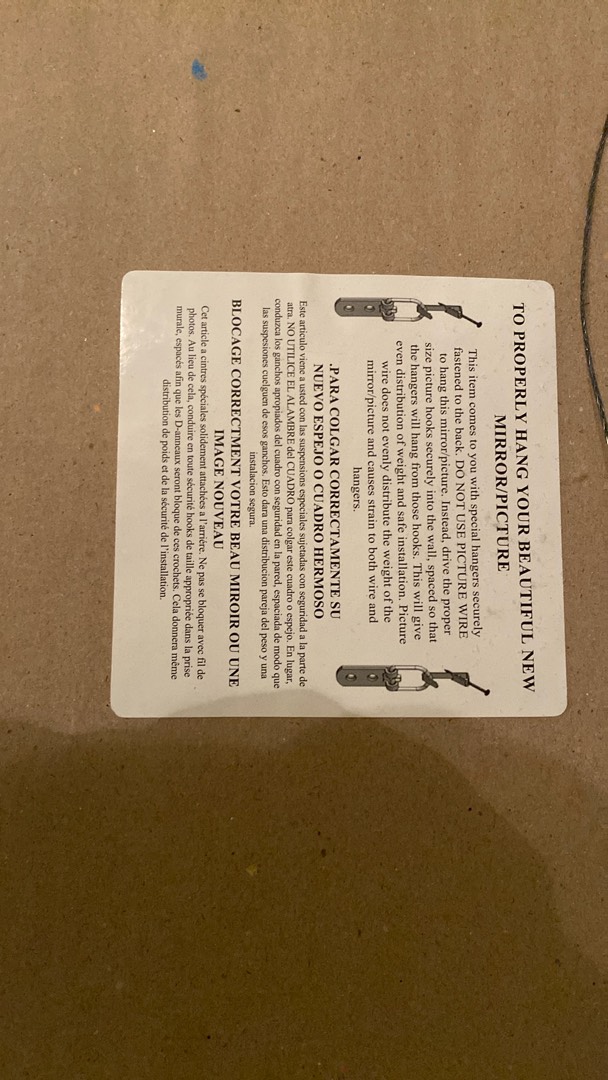 TO PROPERLY HANG YOUR BEAUTIFUL NEW
MIRROR/PICTURE
This item comes to you with special hangers securely
fastened to the back. DO NOT USE PICTURE WIRE
to hang this mirror/picture. Instead, drive the proper
size picture hooks securely into the wall, spaced so that
the hangers will hang from those hooks. This will give
even distribution of weight and safe installation. Picture
wire does not evenly distribute the weight of the
mirror/picture and causes strain to both wire and
hangers.
.PARA COLGAR CORRECTAMENTE SU
NUEVO ESPEJO O CUADRO HERMOSO
Este artículo viene a usted con las suspensions especiales sujetadas con seguridad a la parte de
atra. NO UTILICE EL ALAMBRE del CUADRO para colgar este cuadro o espejo. En lugar,
conduzca los ganchos apropiados del cuadro con seguridad en la pared, espaciada de modo que
las suspesiones cuelguen de esos ganchos. Esto dara una distribucion pareja del peso y una
instalacion segura.
BLOCAGE CORRECTMENT VOTRE BEAU MIROIR OU UNE
IMAGE NOUVEAU
Cet article a cintres spéciales solidement attachées a l'arrière. Ne pas se bloquer avec fil de
photos. Au lieu de cela, conduire en toute sécurité hooks de taille appropriée dans la prise
murale, espacés afin que les D-anneaux seront bloque de ces crochets. Cela donnera même
distribution de poids et de la sécurité de l'installation.